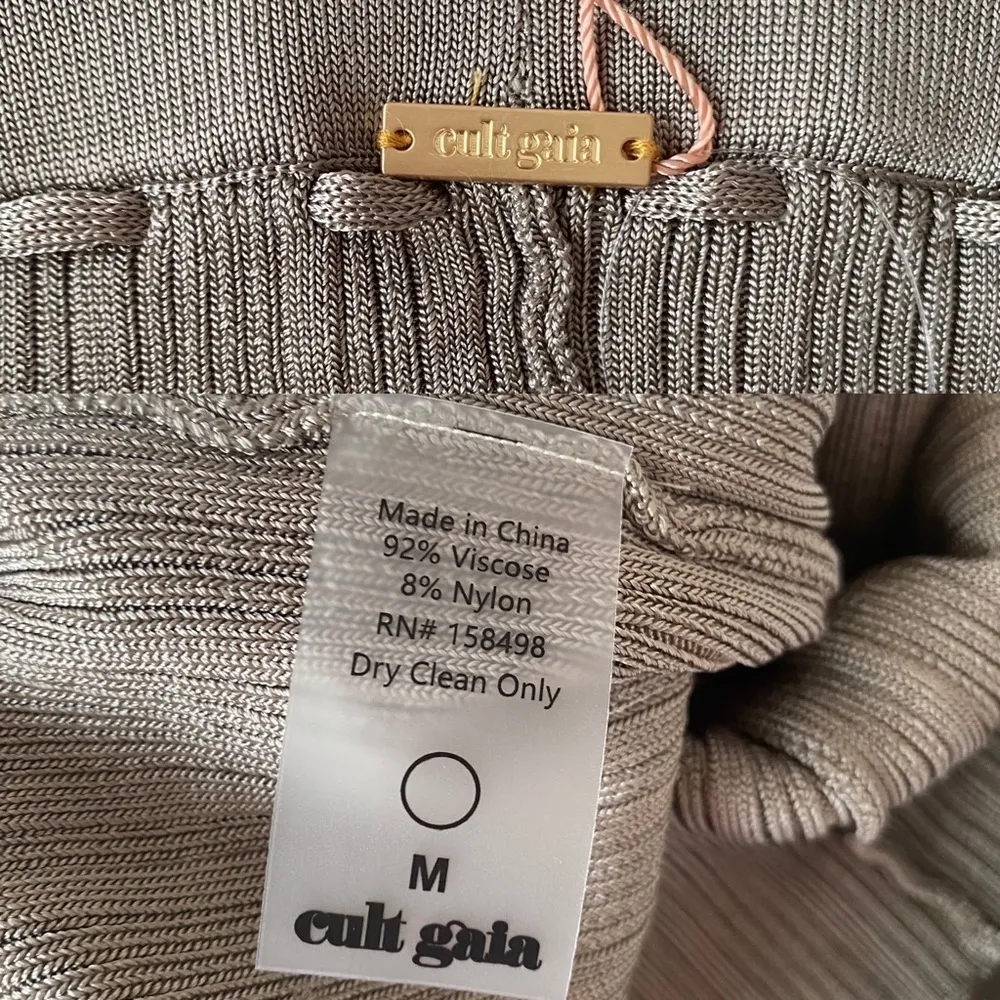 cult gaia
Made in China
92% Viscose
8% Nylon
RN# 158498
Dry Clean Only
M
cult gaia